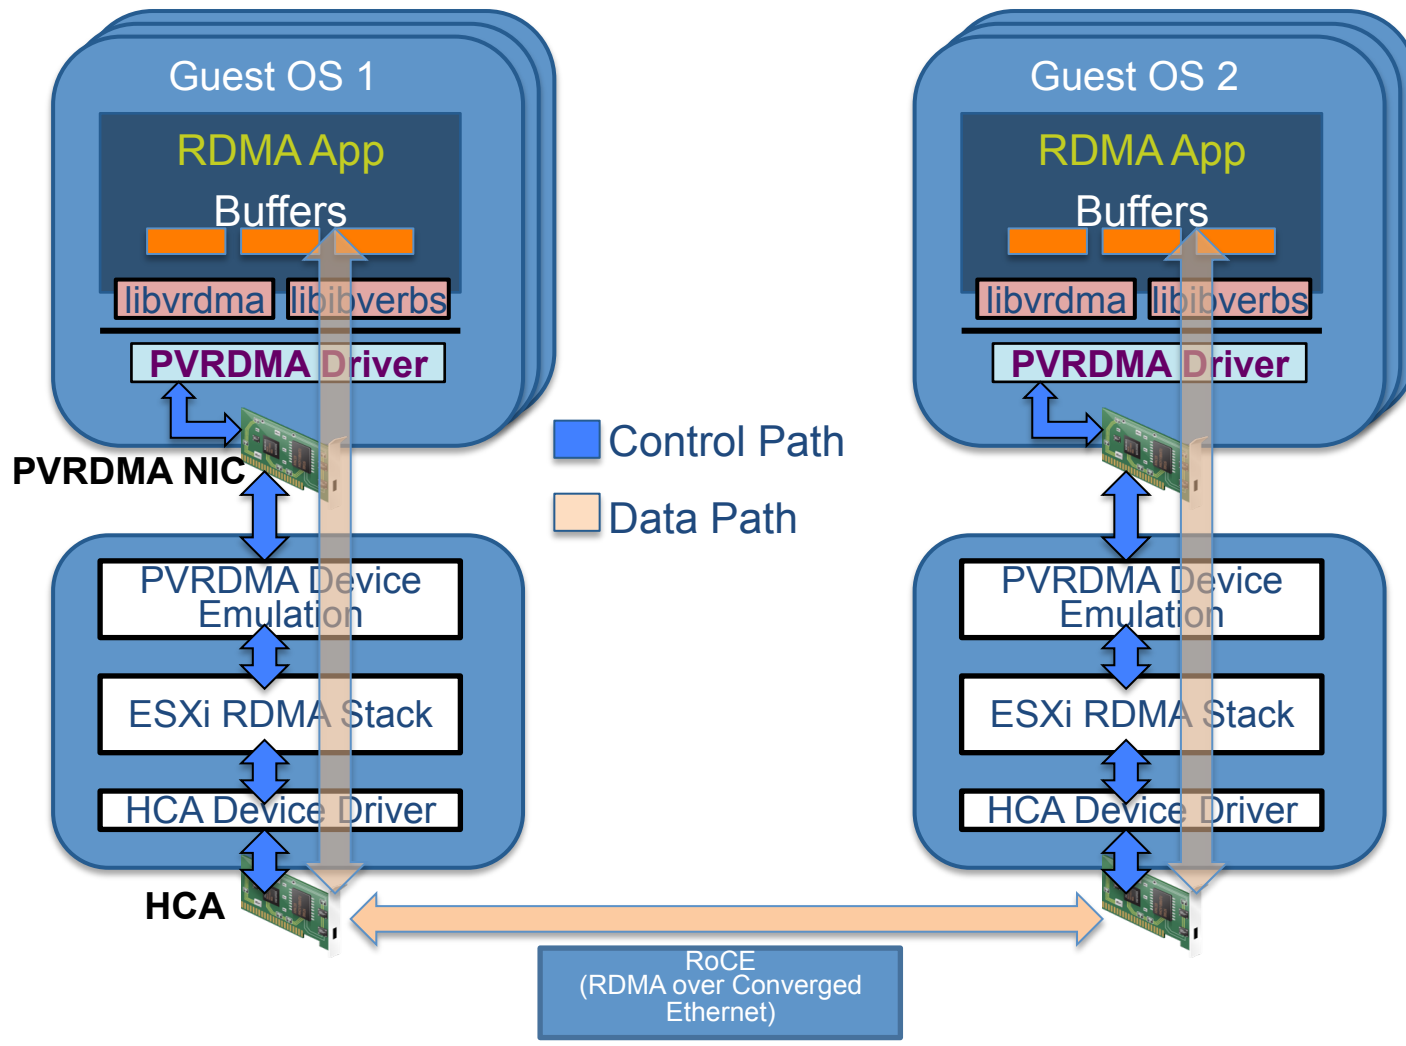 Guest OS 1
RDMA App
Buffers
libvrdma
libibverbs
PVRDMA Driver
PVRDMA NIC
PVRDMA Device
Emulation
ESXi RDMA Stack
HCA Device Driver
HCA
Control Path
Data Path
Guest OS 2
RDMA App
Buffers
libvrdma
libibverbs
PVRDMA Driver
PVRDMA Device
Emulation
ESXi RDMA Stack
HCA Device Driver
RoCE
(RDMA over Converged
Ethernet)